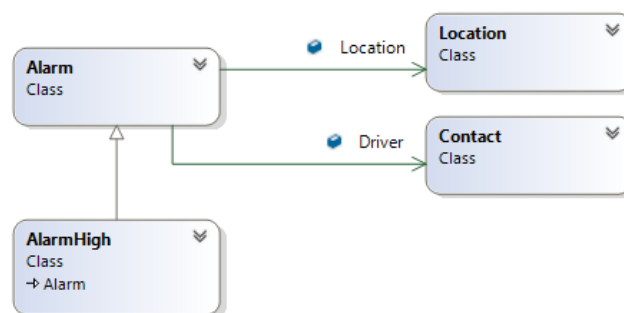 Alarm
Class
Location
Location
Class
Driver
Contact
Class
AlarmHigh
Class
Alarm